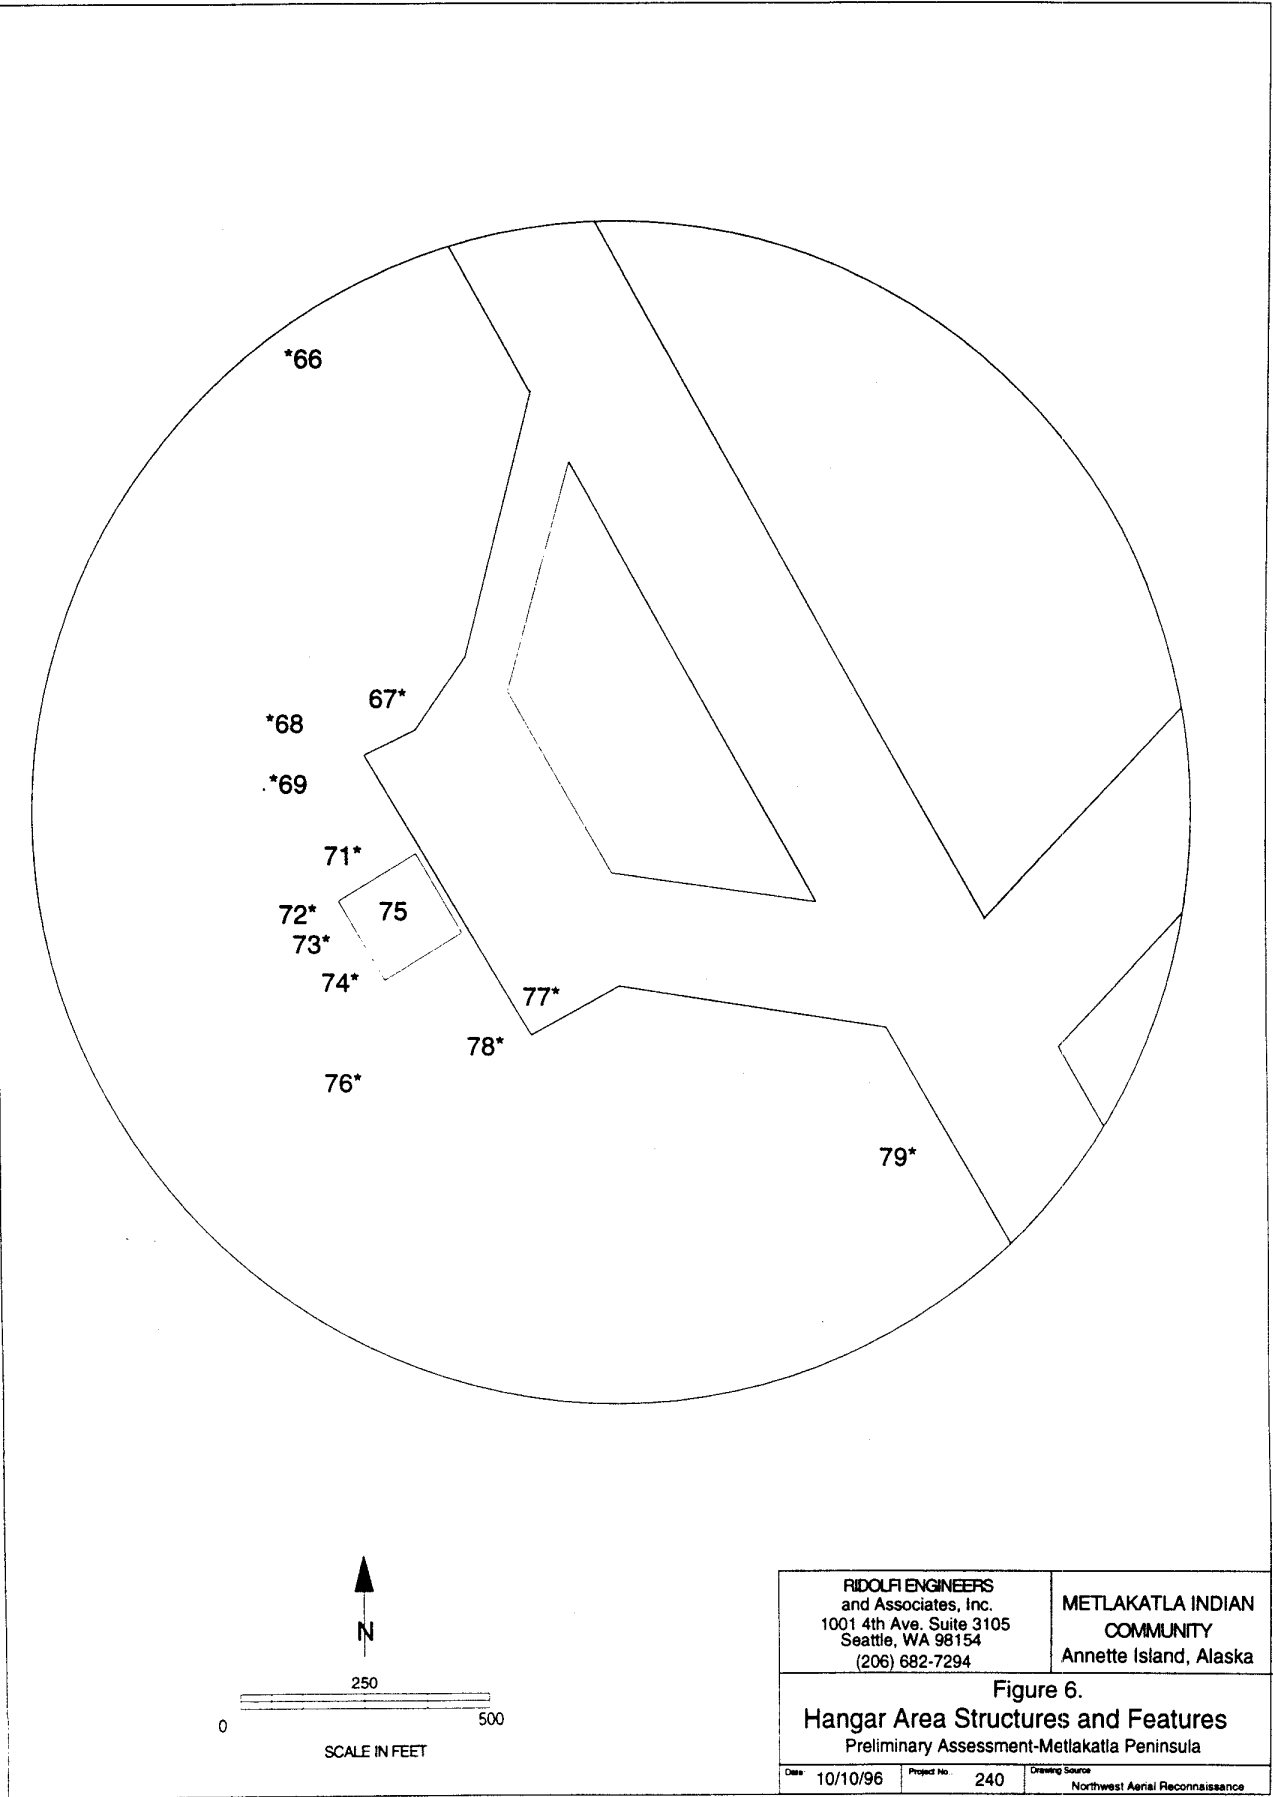 *66
67*
*68
*69
71*
72*
75
73*
74*
77*
78*
76*
79*
N
250
0
500
SCALE IN FEET
RIDOLFI ENGINEERS
and Associates, Inc.
1001 4th Ave. Suite 3105
Seattle, WA 98154
(206) 682-7294
METLAKATLA INDIAN
COMMUNITY
Annette Island, Alaska
Figure 6.
Hangar Area Structures and Features
Preliminary Assessment-Metlakatla Peninsula
Date 10/10/96
Project No. 240
Drawing Source
Northwest Aerial Reconnaissance